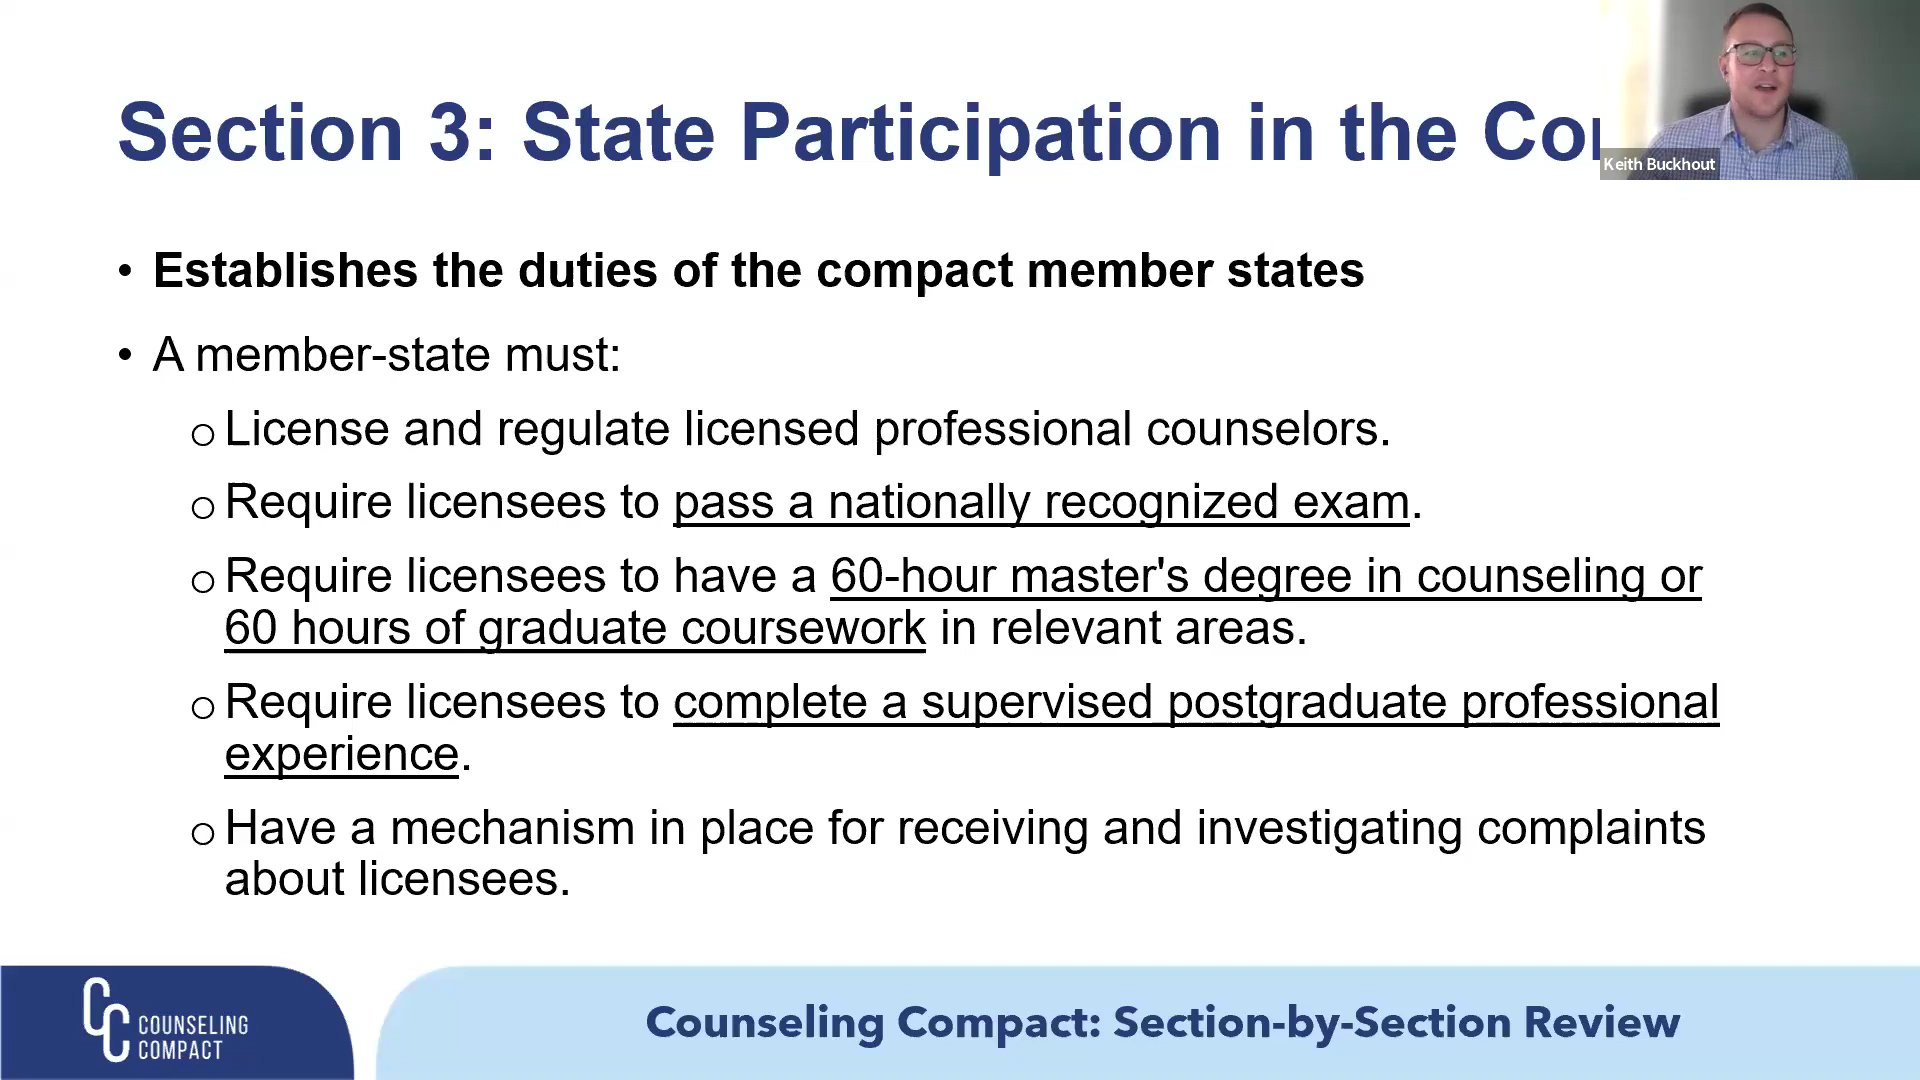 Section 3: State Participation in the Co
Keith Buckhout
• Establishes the duties of the compact member states
• A member-state must:
o License and regulate licensed professional counselors.
o Require licensees to pass a nationally recognized exam.
o Require licensees to have a 60-hour master's degree in counseling or
60 hours of graduate coursework in relevant areas.
o Require licensees to complete a supervised postgraduate professional
experience.
o Have a mechanism in place for receiving and investigating complaints
about licensees.
CC COUNSELING
COMPACT
Counseling Compact: Section-by-Section Review